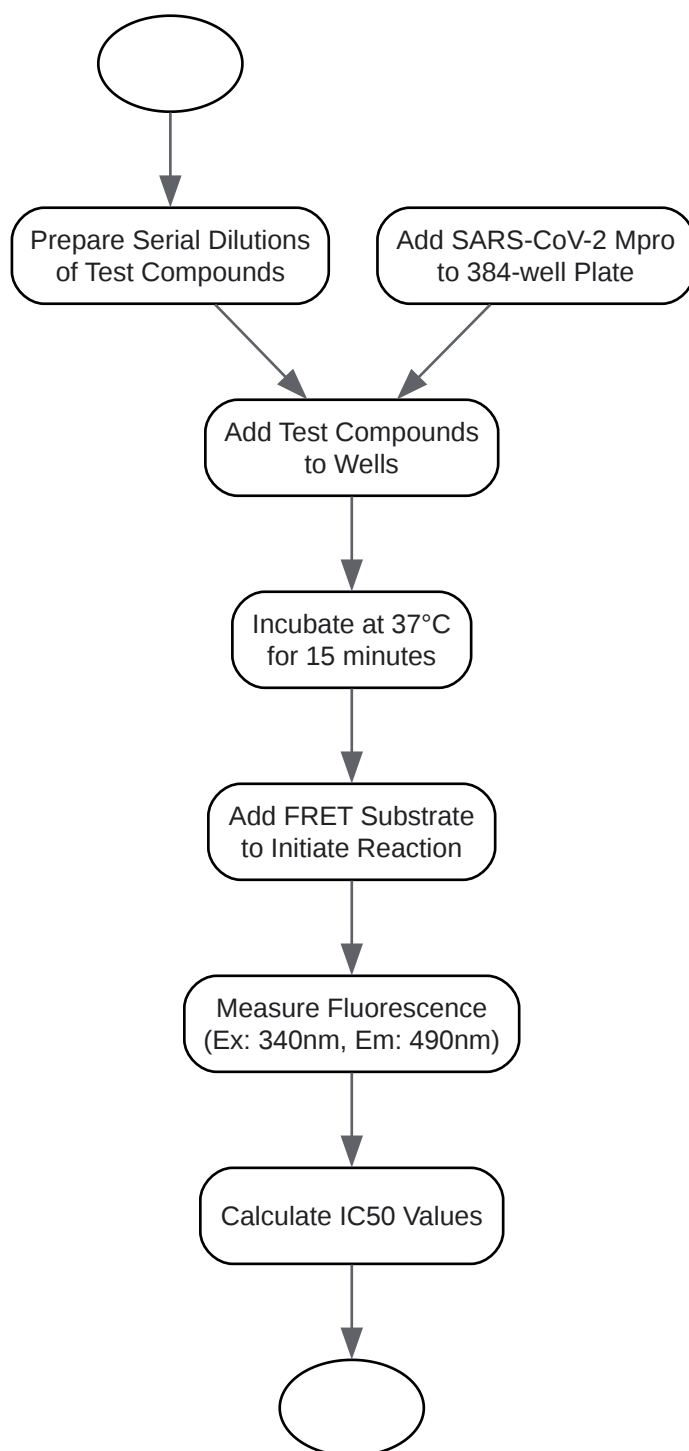 Prepare Serial Dilutions
of Test Compounds
Add SARS-CoV-2 Mpro
to 384-well Plate
Add Test Compounds
to Wells
Incubate at 37°C
for 15 minutes
Add FRET Substrate
to Initiate Reaction
Measure Fluorescence
(Ex: 340nm, Em: 490nm)
Calculate IC50 Values